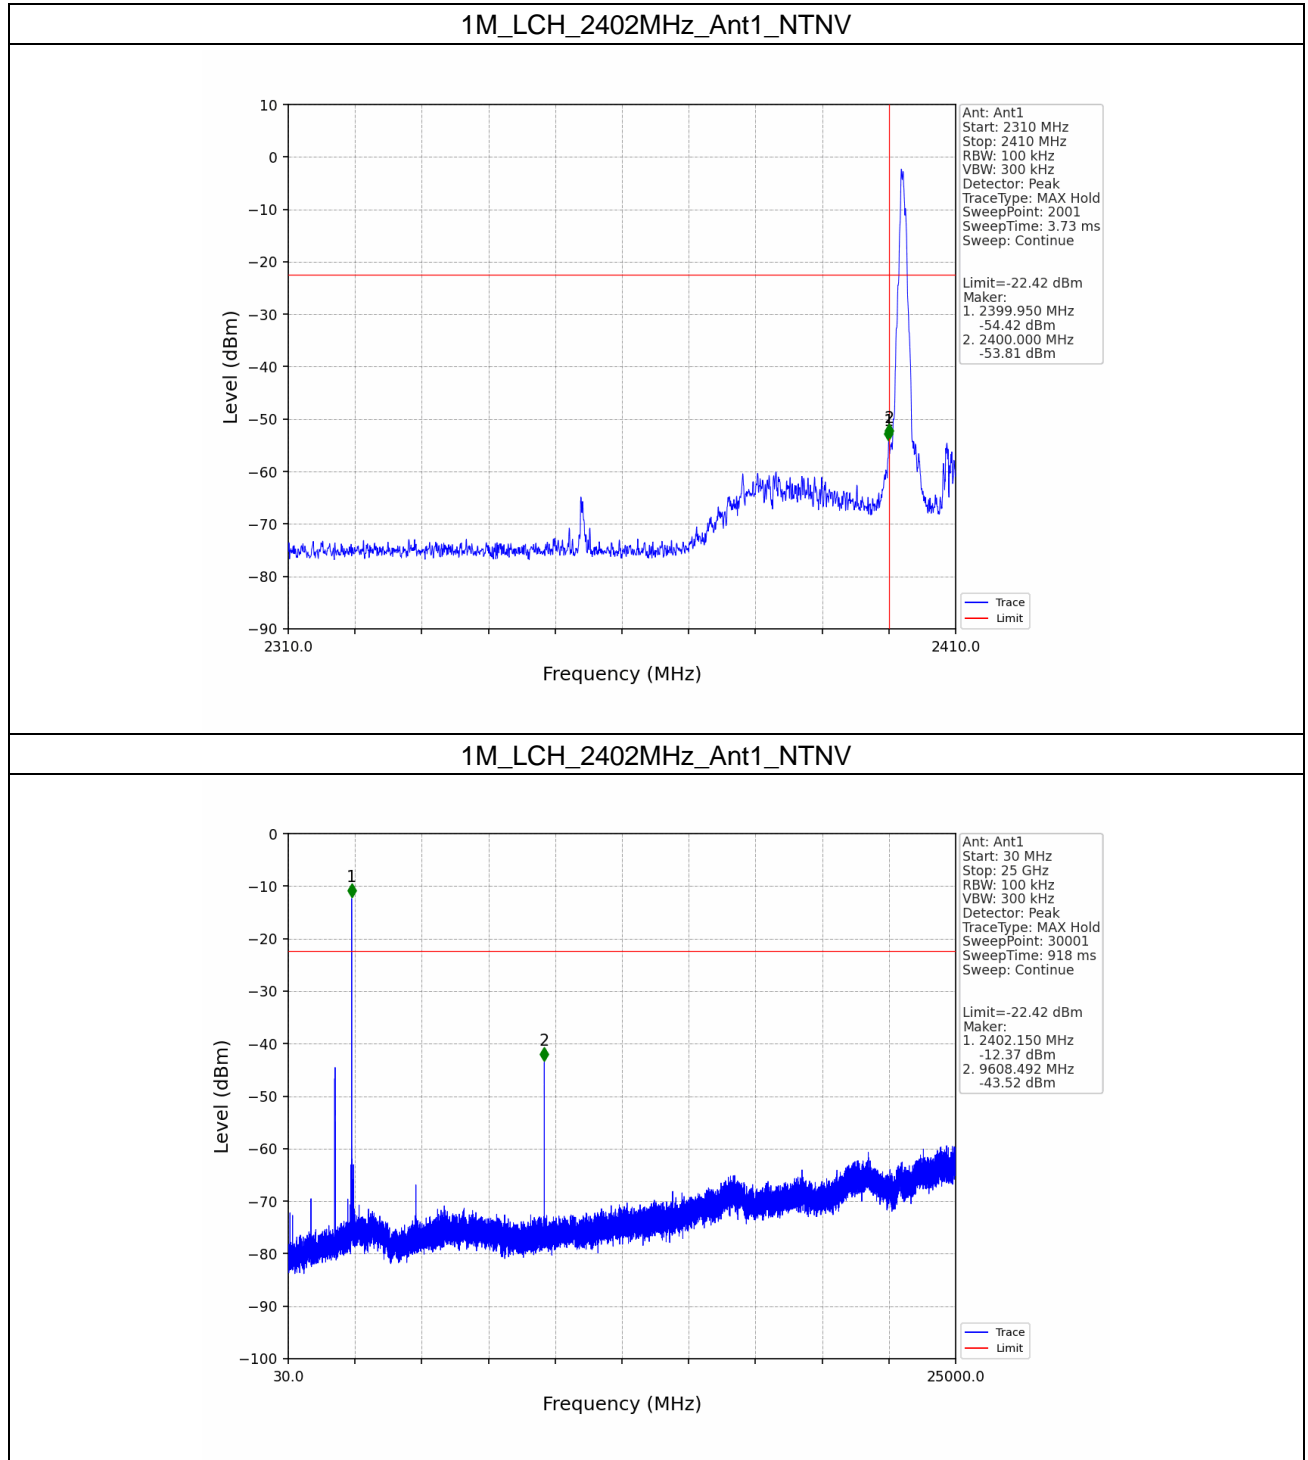 1M_LCH_2402MHz_Ant1_NTNV
10
0
−10
−20
−30
−40
−50
−60
−70
−80
−90
Level (dBm)
2
2310.0
2410.0
Frequency (MHz)
Ant: Ant1
Start: 2310 MHz
Stop: 2410 MHz
RBW: 100 kHz
VBW: 300 kHz
Detector: Peak
TraceType: MAX Hold
SweepPoint: 2001
SweepTime: 3.73 ms
Sweep: Continue
Limit=-22.42 dBm
Maker:
1. 2399.950 MHz
-54.42 dBm
2. 2400.000 MHz
-53.81 dBm
Trace
Limit
1M_LCH_2402MHz_Ant1_NTNV
0
−10
−20
−30
−40
−50
−60
−70
−80
−90
−100
Level (dBm)
1
2
30.0
25000.0
Frequency (MHz)
Ant: Ant1
Start: 30 MHz
Stop: 25 GHz
RBW: 100 kHz
VBW: 300 kHz
Detector: Peak
TraceType: MAX Hold
SweepPoint: 30001
SweepTime: 918 ms
Sweep: Continue
Limit=-22.42 dBm
Maker:
1. 2402.150 MHz
-12.37 dBm
2. 9608.492 MHz
-43.52 dBm
Trace
Limit